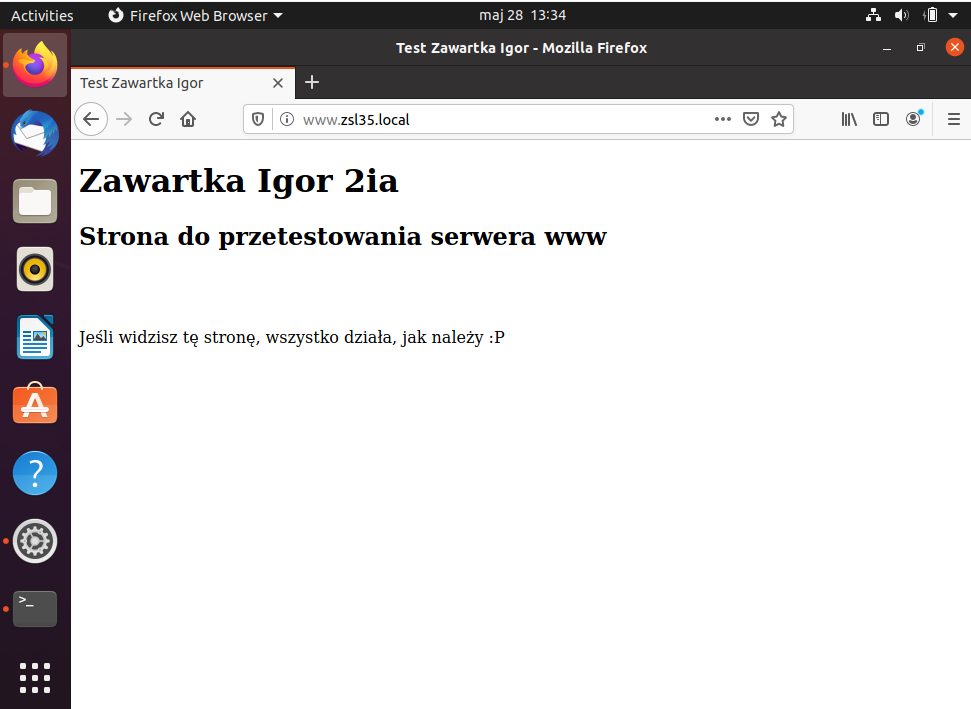 Activities Firefox Web Browser maj 28 13:34
Test Zawartka Igor - Mozilla Firefox
Test Zawartka Igor
www.zsl35.local
Zawartka Igor 2ia
Strona do przetestowania serwera www
Jeśli widzisz tę stronę, wszystko działa, jak należy :P